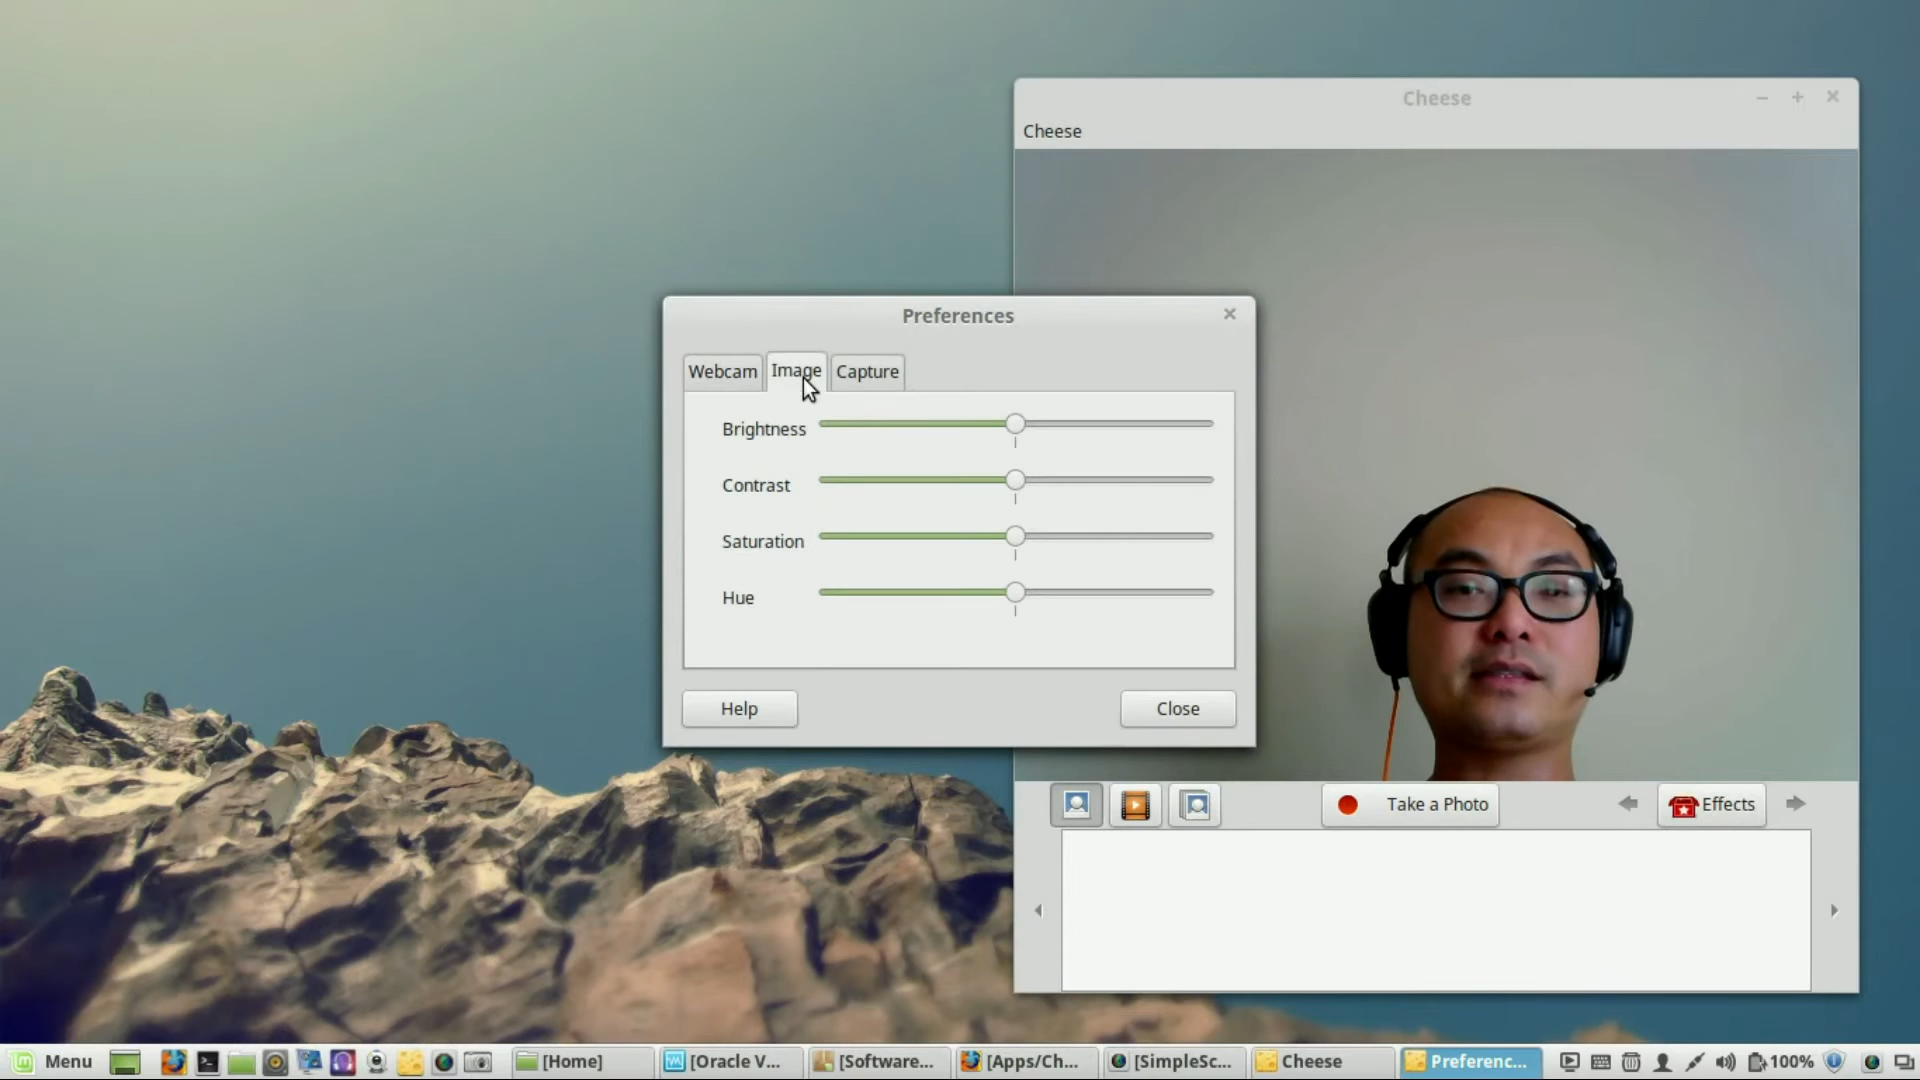 Cheese
Cheese
Preferences
Webcam
Image
Capture
Brightness
Contrast
Saturation
Hue
Help
Close
Take a Photo
Effects
Menu
[Home]
[Oracle V...
[Software...
[Apps/Ch...
[SimpleSc...
Cheese
Preferenc...
100%